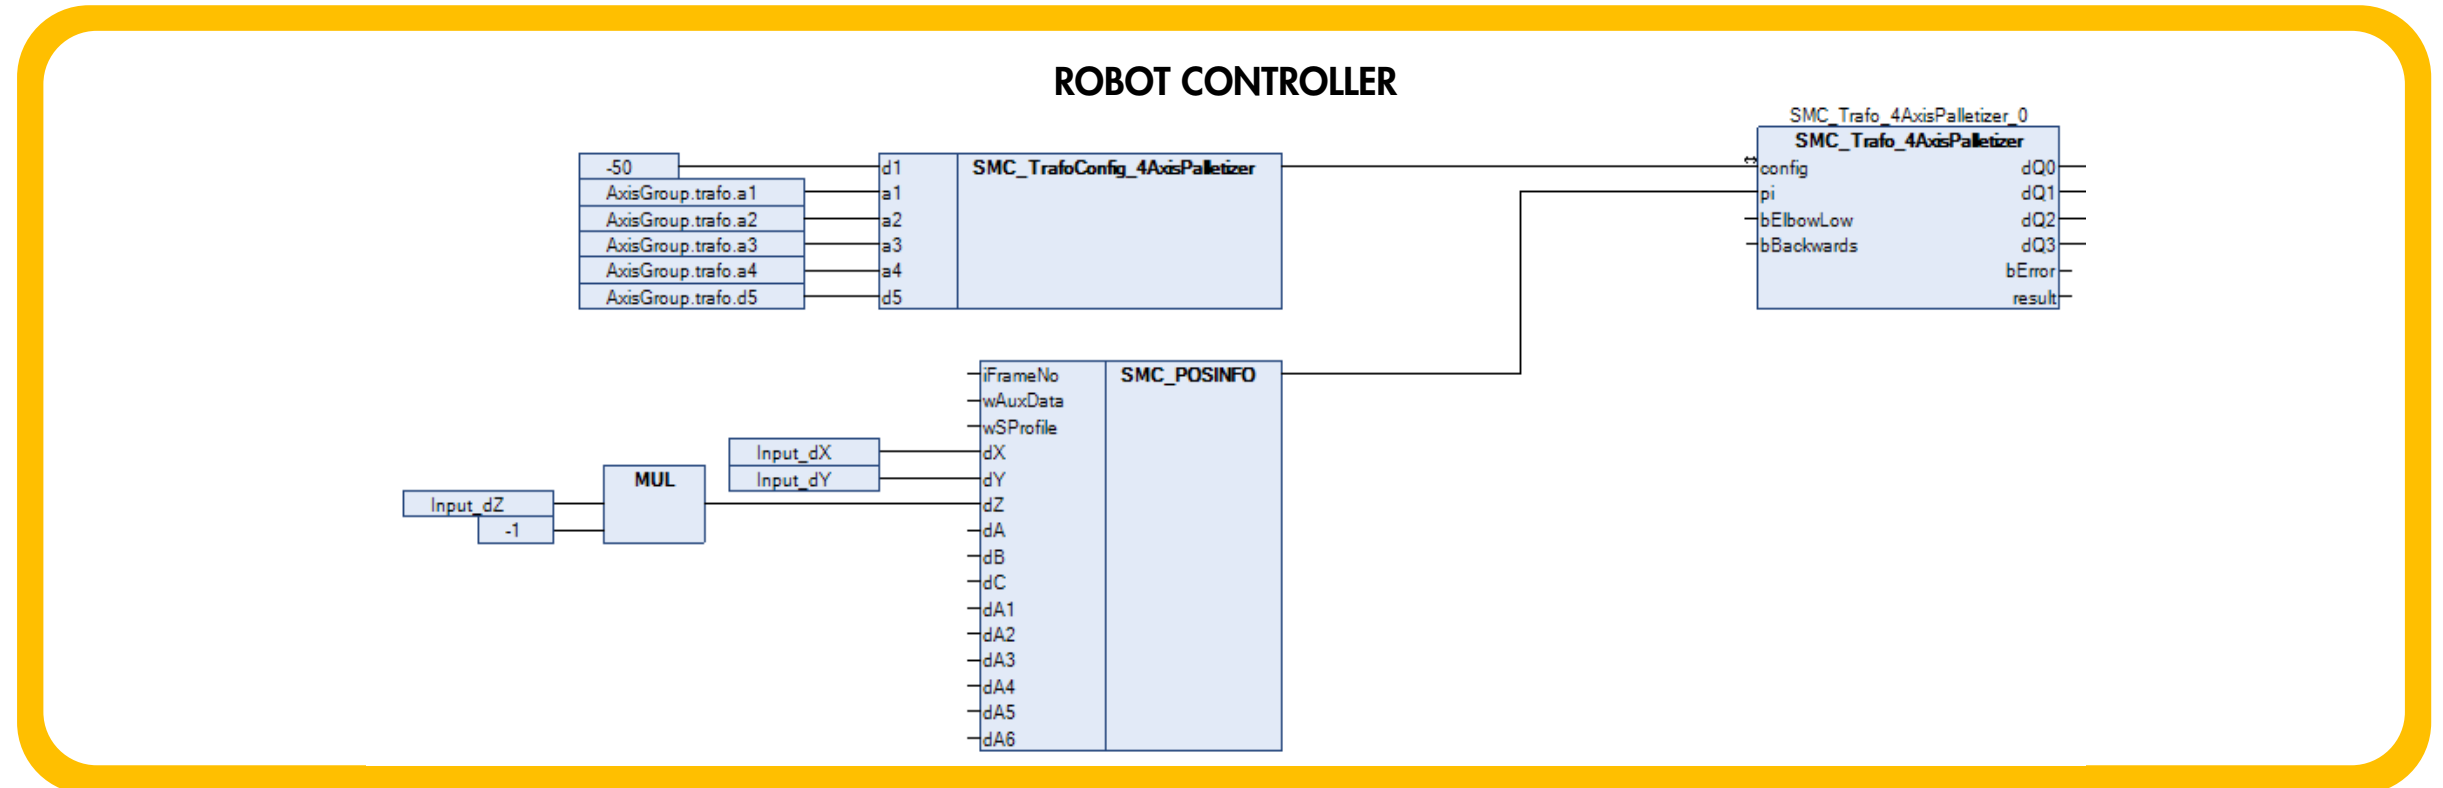 ROBOT CONTROLLER
SMC_Trafo_4AxisPalletizer_0
SMC_Trafo_4AxisPalletizer
config
pi
bElbowLow
bBackwards
dQ0
dQ1
dQ2
dQ3
bError
result
-50
AxisGroup.trafo.a1
AxisGroup.trafo.a2
AxisGroup.trafo.a3
AxisGroup.trafo.a4
AxisGroup.trafo.d5
d1
a1
a2
a3
a4
d5
SMC_TrafoConfig_4AxisPalletizer
iFrameNo
wAuxData
wSProfile
dX
dY
dZ
dA
dB
dC
dA1
dA2
dA3
dA4
dA5
dA6
SMC_POSINFO
Input_dX
Input_dY
MUL
Input_dZ
-1